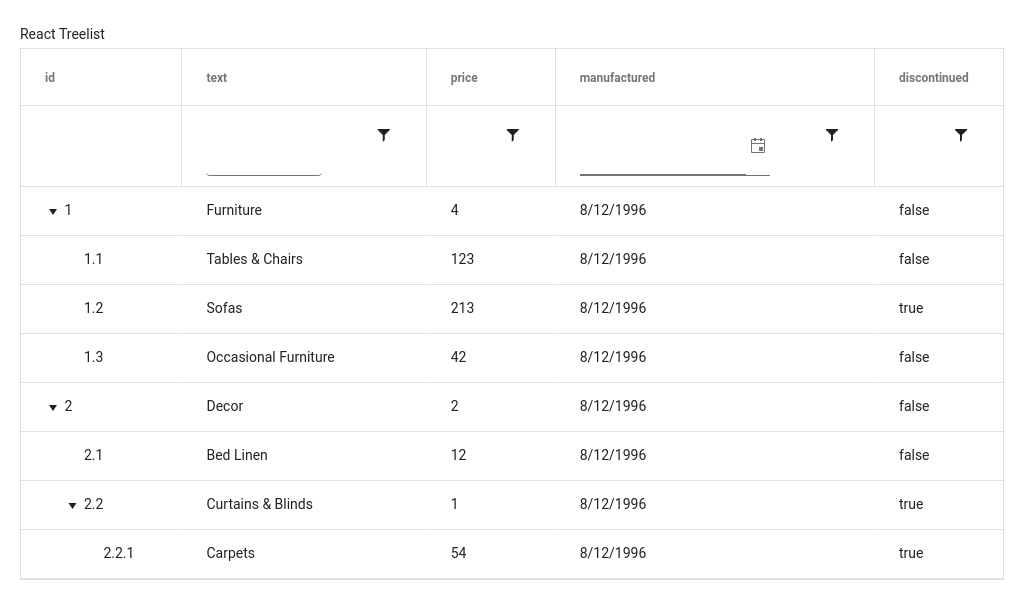 React Treelist
id text price manufactured discontinued
1 Furniture 4 8/12/1996 false
1.1 Tables & Chairs 123 8/12/1996 false
1.2 Sofas 213 8/12/1996 true
1.3 Occasional Furniture 42 8/12/1996 false
2 Decor 2 8/12/1996 false
2.1 Bed Linen 12 8/12/1996 false
2.2 Curtains & Blinds 1 8/12/1996 true
2.2.1 Carpets 54 8/12/1996 true